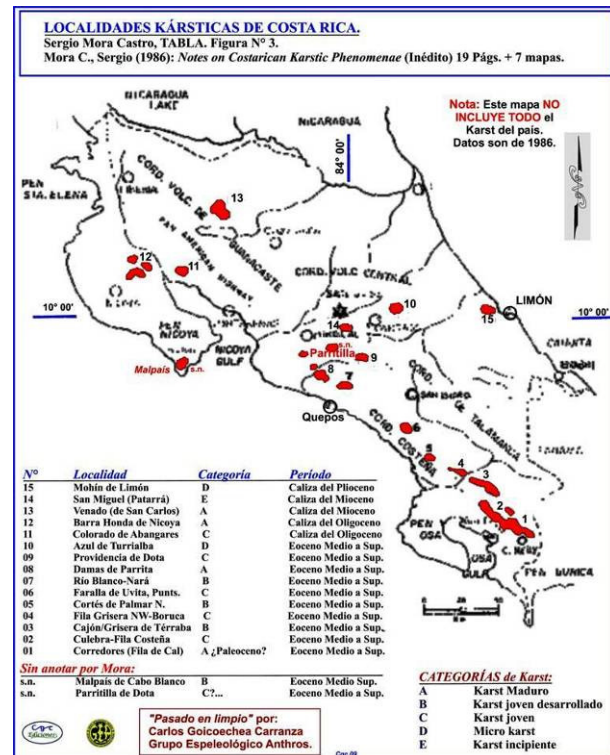 LOCALIDADES KÁRSTICAS DE COSTA RICA.
Sergio Mora Castro, TABLA. Figura N° 3.
Mora C., Sergio (1986): Notes on Costarican Karstic Phenomenae (Inédito) 19 Págs. + 7 mapas.
NICARAGUA
LAKE
NICARAGUA
84° 00'
Nota: Este mapa NO
INCLUYE TODO el
Karst del país.
Datos son de 1986.
PEN
STA. ELENA
CORD. VOLC. DE
GUANACASTE
PAN AMERICAN HIGHWAY
13
12
11
CORD. VOLC CENTRAL
10° 00'
10
LIMÓN
10° 00'
15
14
s.n.
Parritilla
9
PEN
NICOYA
NICOYA
GULF
Malpaís
s.n.
8
7
Quepos
SAN ISIDRO
CORD.
DE TALAMANCA
CORD. COSTEÑA
6
5
4
3
2
1
PEN
OSA
OSA
GULF
PEN BURICA
N° Localidad Categoría Período
15 Mohín de Limón D Caliza del Plioceno
14 San Miguel (Patarrá) E Caliza del Mioceno
13 Venado (de San Carlos) A Caliza del Mioceno
12 Barra Honda de Nicoya A Caliza del Oligoceno
11 Colorado de Abangares C Caliza del Oligoceno
10 Azul de Turrialba D Eoceno Medio a Sup.
09 Providencia de Dota C Eoceno Medio a Sup.
08 Damas de Parrita A Eoceno Medio a Sup.
07 Río Blanco-Nará B Eoceno Medio a Sup.
06 Faralla de Uvita, Punts. C Eoceno Medio a Sup.
05 Cortés de Palmar N. B Eoceno Medio a Sup.
04 Fila Grisera NW-Boruca C Eoceno Medio a Sup.
03 Cajón/Grisera de Térraba B Eoceno Medio a Sup.
02 Culebra-Fila Costeña C Eoceno Medio a Sup.
01 Corredores (Fila de Cal) A ¿Paleoceno? Eoceno Medio a Sup.
Sin anotar por Mora:
s.n. Malpaís de Cabo Blanco B Eoceno Medio Sup.
s.n. Parritilla de Dota C?... Eoceno Medio a Sup.
CATEGORÍAS de Karst:
A Karst Maduro
B Karst joven desarrollado
C Karst joven
D Micro karst
E Karst incipiente
"Pasado en limpio" por:
Carlos Goicoechea Carranza
Grupo Espeleológico Anthros.
Ediciones